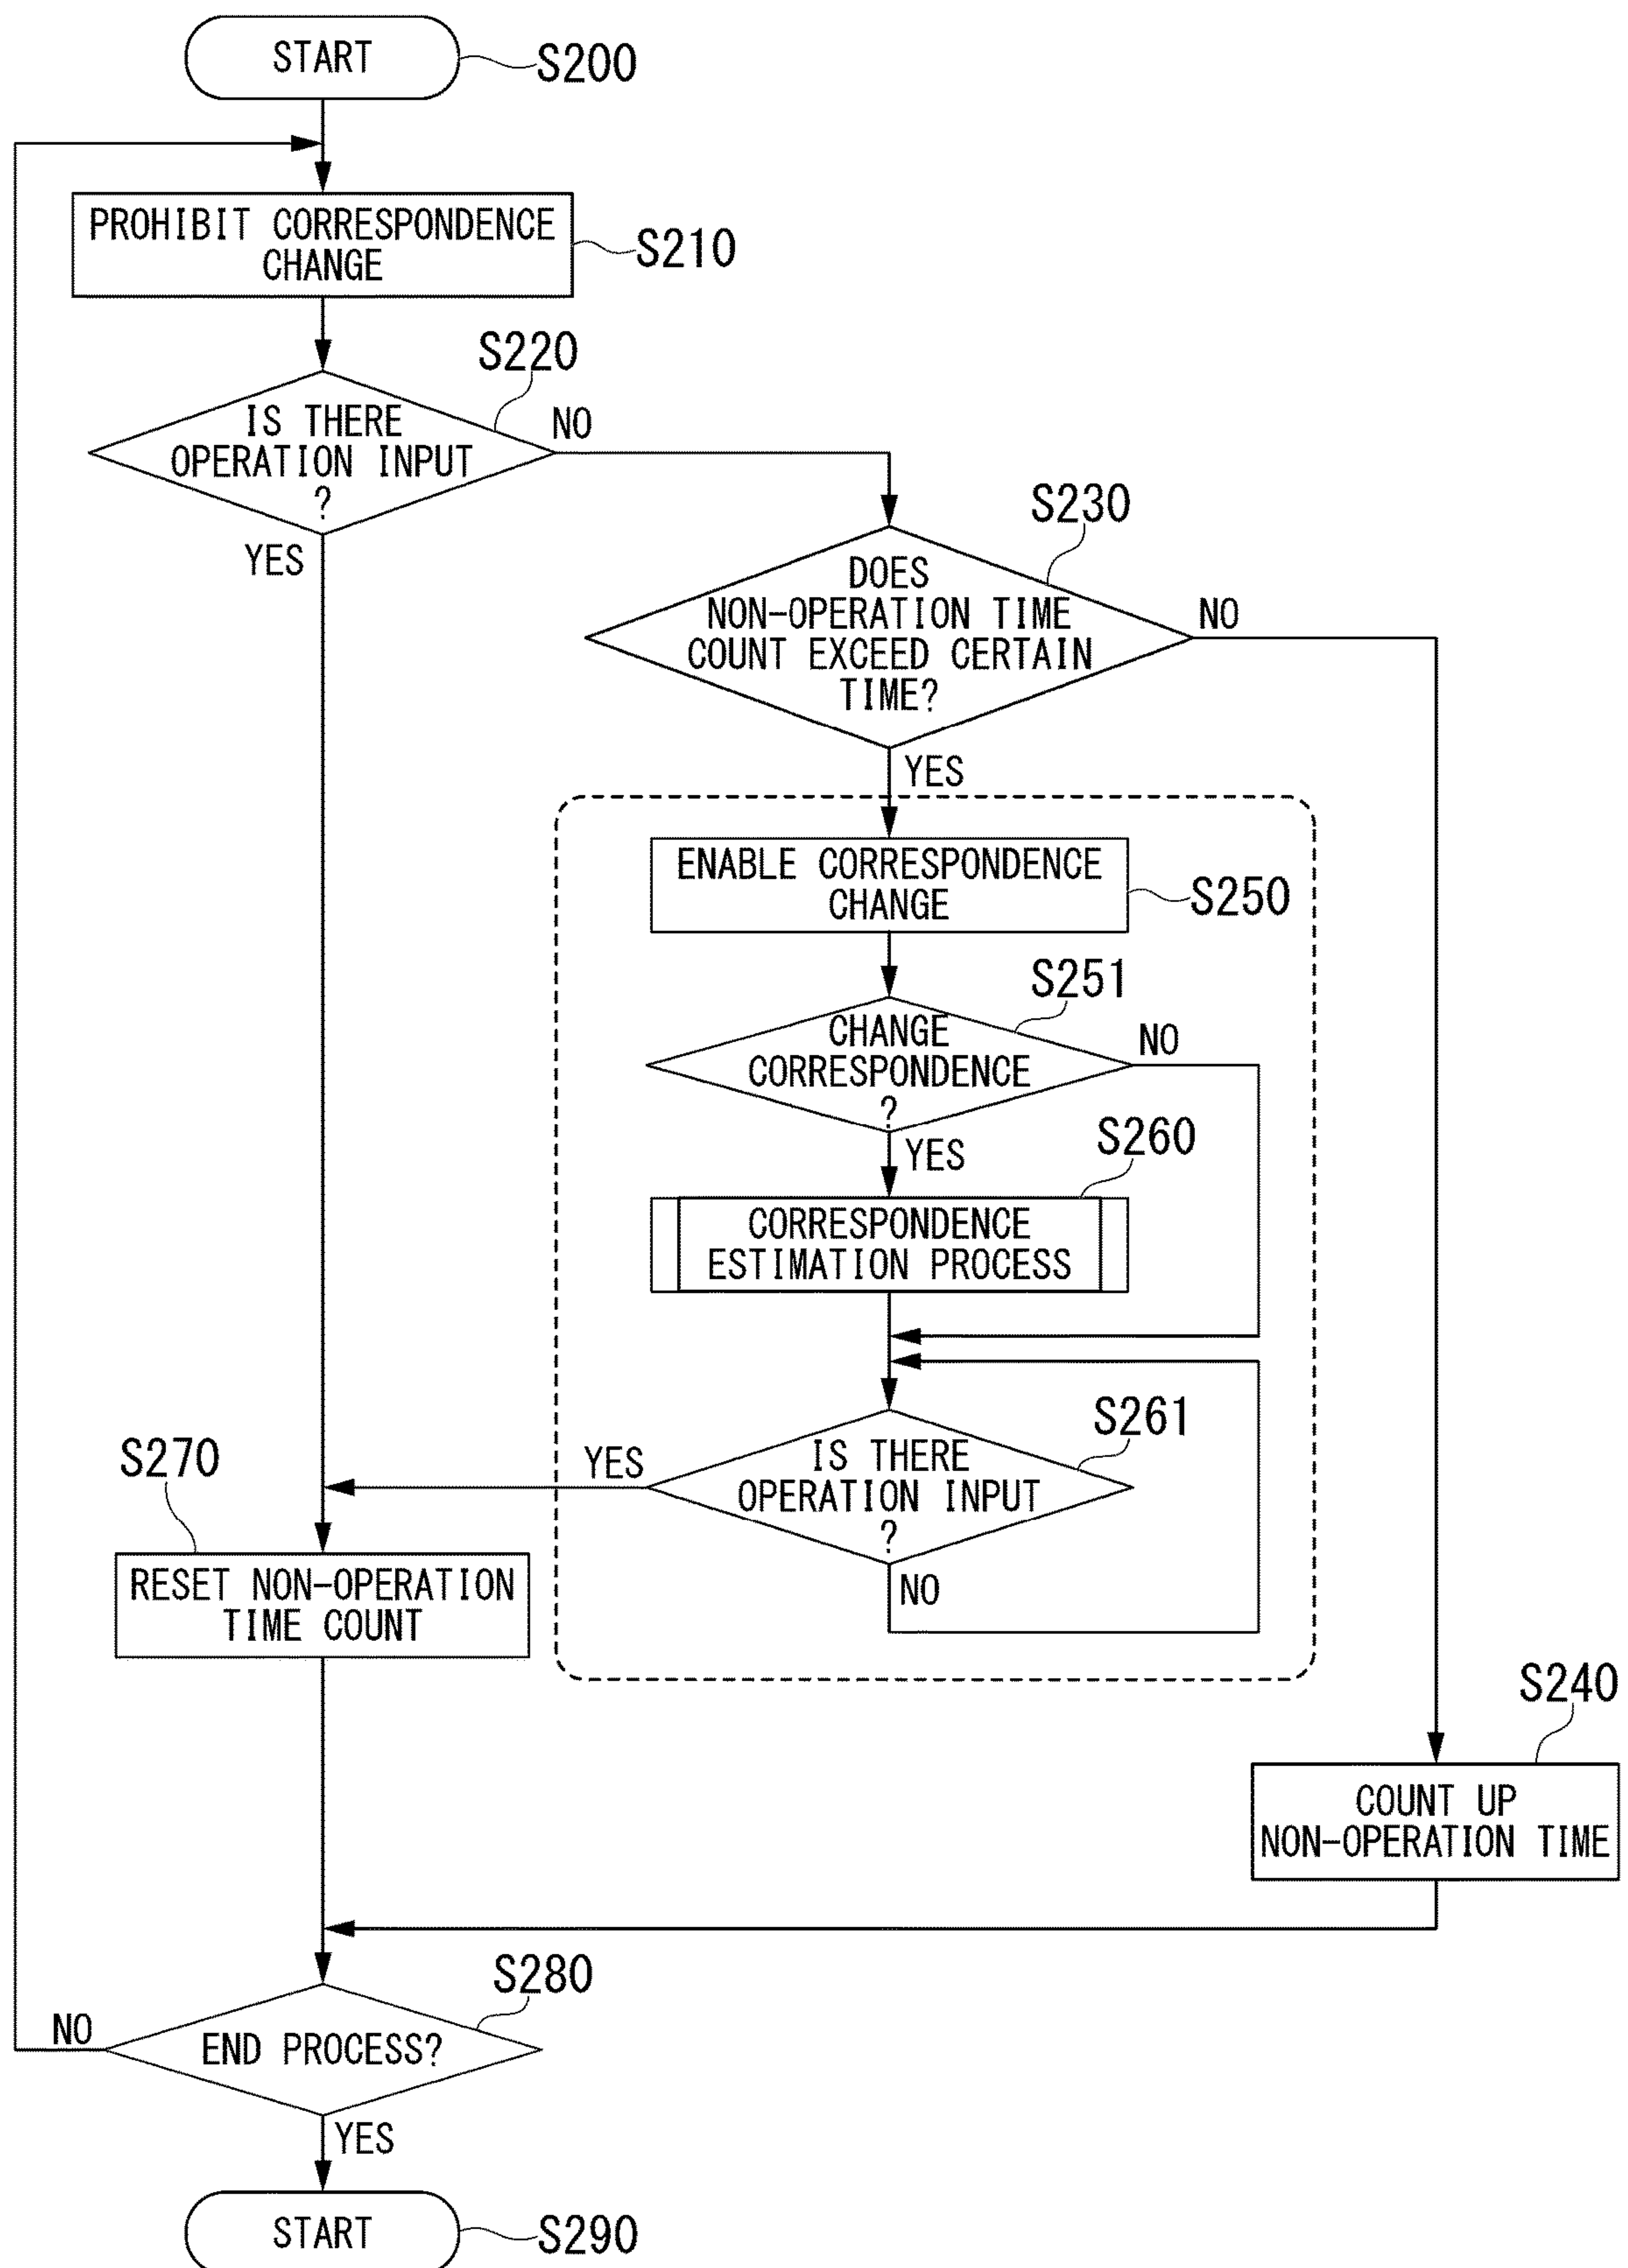 START
S200
PROHIBIT CORRESPONDENCE
CHANGE
S210
S220
IS THERE
OPERATION INPUT
?
NO
YES
S230
DOES
NON-OPERATION TIME
COUNT EXCEED CERTAIN
TIME?
NO
YES
ENABLE CORRESPONDENCE
CHANGE
S250
S251
CHANGE
CORRESPONDENCE
?
NO
YES
S260
CORRESPONDENCE
ESTIMATION PROCESS
S261
IS THERE
OPERATION INPUT
?
YES
NO
S270
RESET NON-OPERATION
TIME COUNT
S240
COUNT UP
NON-OPERATION TIME
S280
END PROCESS?
NO
YES
START
S290